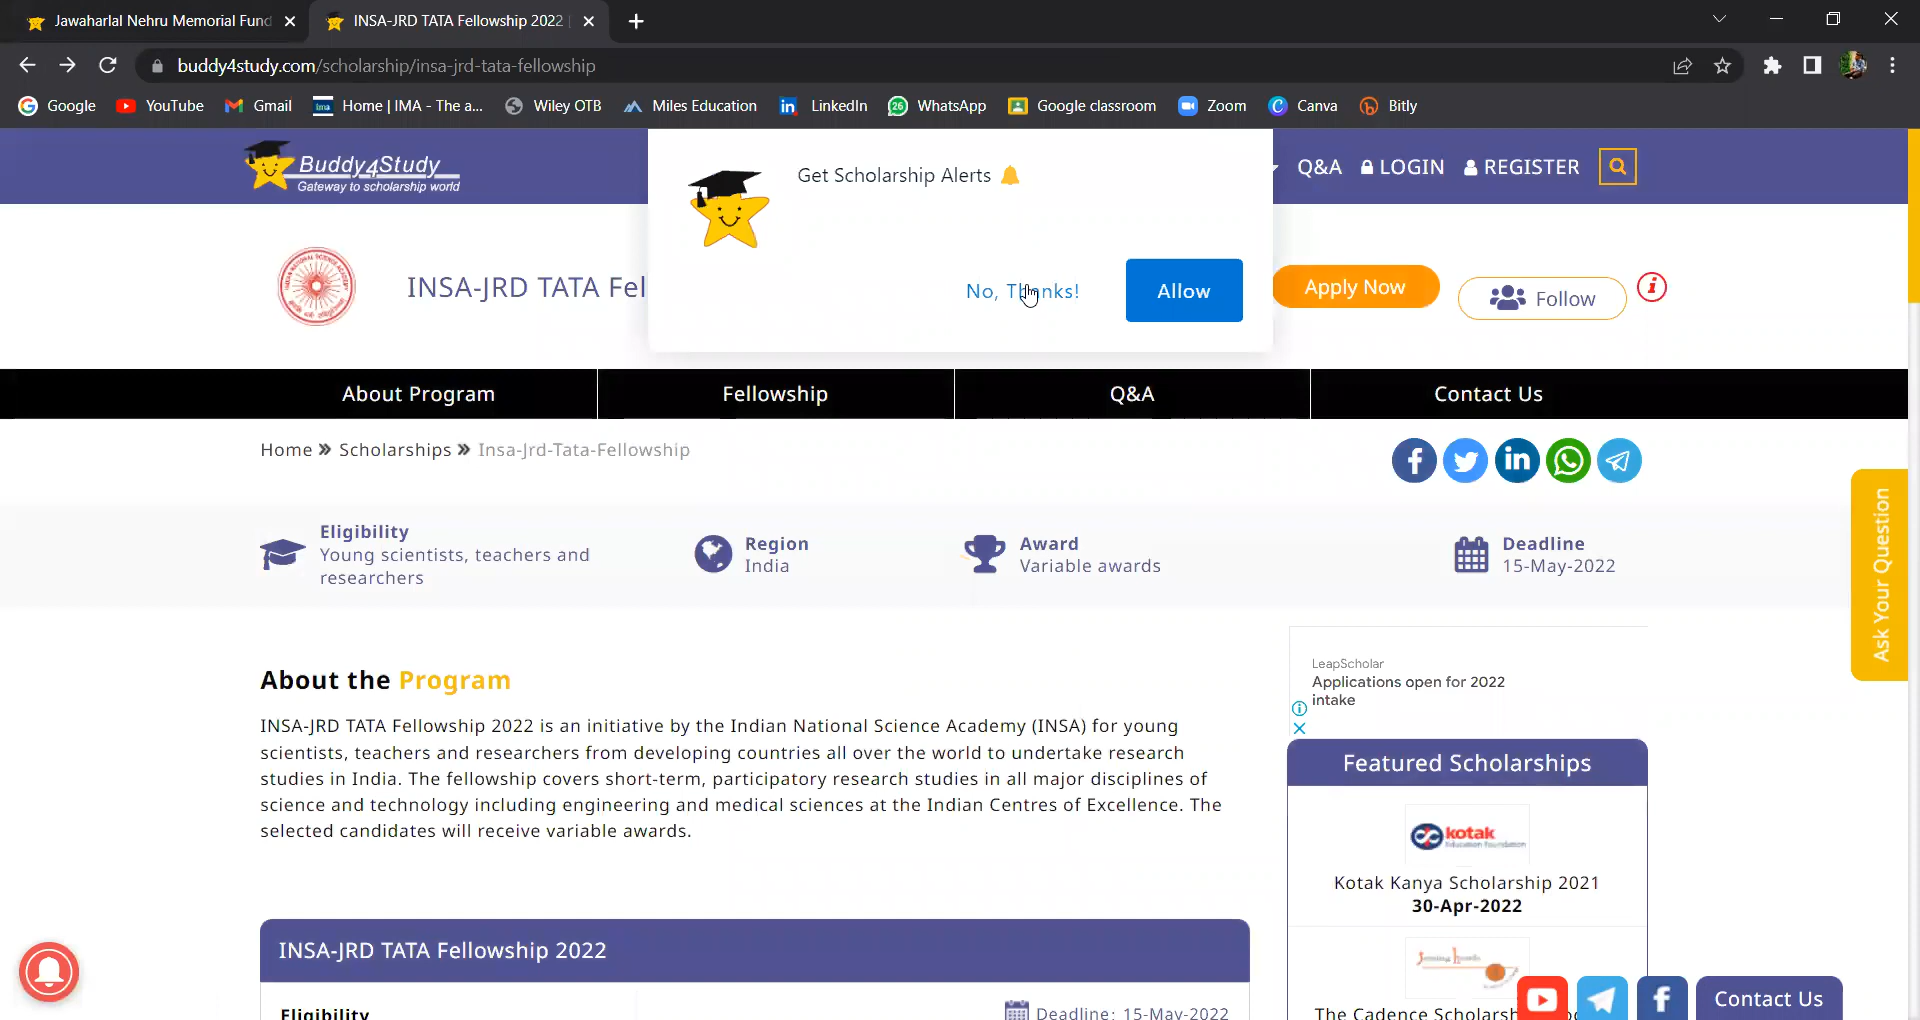 Jawaharlal Nehru Memorial Fund
INSA-JRD TATA Fellowship 2022 |
buddy4study.com/scholarship/insa-jrd-tata-fellowship
Google YouTube Gmail Home | IMA - The a... Wiley OTB Miles Education LinkedIn 26 WhatsApp Google classroom Zoom Canva Bitly
Buddy4Study
Gateway to scholarship world
Get Scholarship Alerts
Q&A LOGIN REGISTER
INSA-JRD TATA Fel
No, Thanks!
Allow
Apply Now
Follow
About Program Fellowship Q&A Contact Us
Home » Scholarships » Insa-Jrd-Tata-Fellowship
Eligibility
Young scientists, teachers and
researchers
Region
India
Award
Variable awards
Deadline
15-May-2022
Ask Your Question
About the Program
INSA-JRD TATA Fellowship 2022 is an initiative by the Indian National Science Academy (INSA) for young
scientists, teachers and researchers from developing countries all over the world to undertake research
studies in India. The fellowship covers short-term, participatory research studies in all major disciplines of
science and technology including engineering and medical sciences at the Indian Centres of Excellence. The
selected candidates will receive variable awards.
LeapScholar
Applications open for 2022
intake
Featured Scholarships
kotak
Education Foundation
Kotak Kanya Scholarship 2021
30-Apr-2022
The Cadence Scholarsh
INSA-JRD TATA Fellowship 2022
Eligibility
Deadline: 15-May-2022
Contact Us